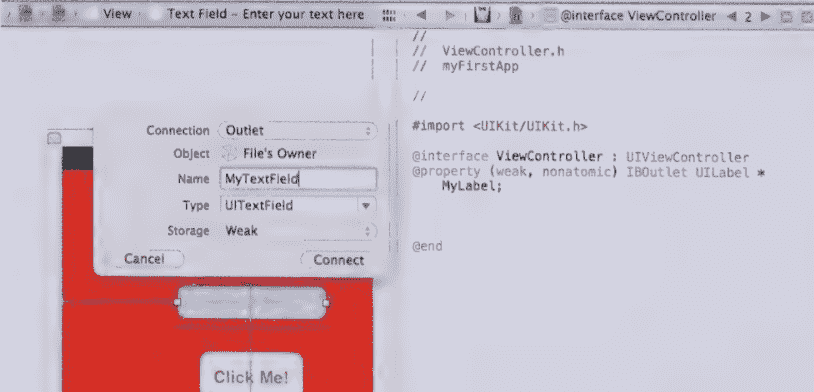 View Text Field - Enter your text here @interface ViewController 2
//
// ViewController.h
// myFirstApp
//
#import <UIKit/UIKit.h>
@interface ViewController : UIViewController
@property (weak, nonatomic) IBOutlet UILabel *
MyLabel;
@end
Connection Outlet
Object File's Owner
Name MyTextField
Type UITextField
Storage Weak
Cancel Connect
Click Me!